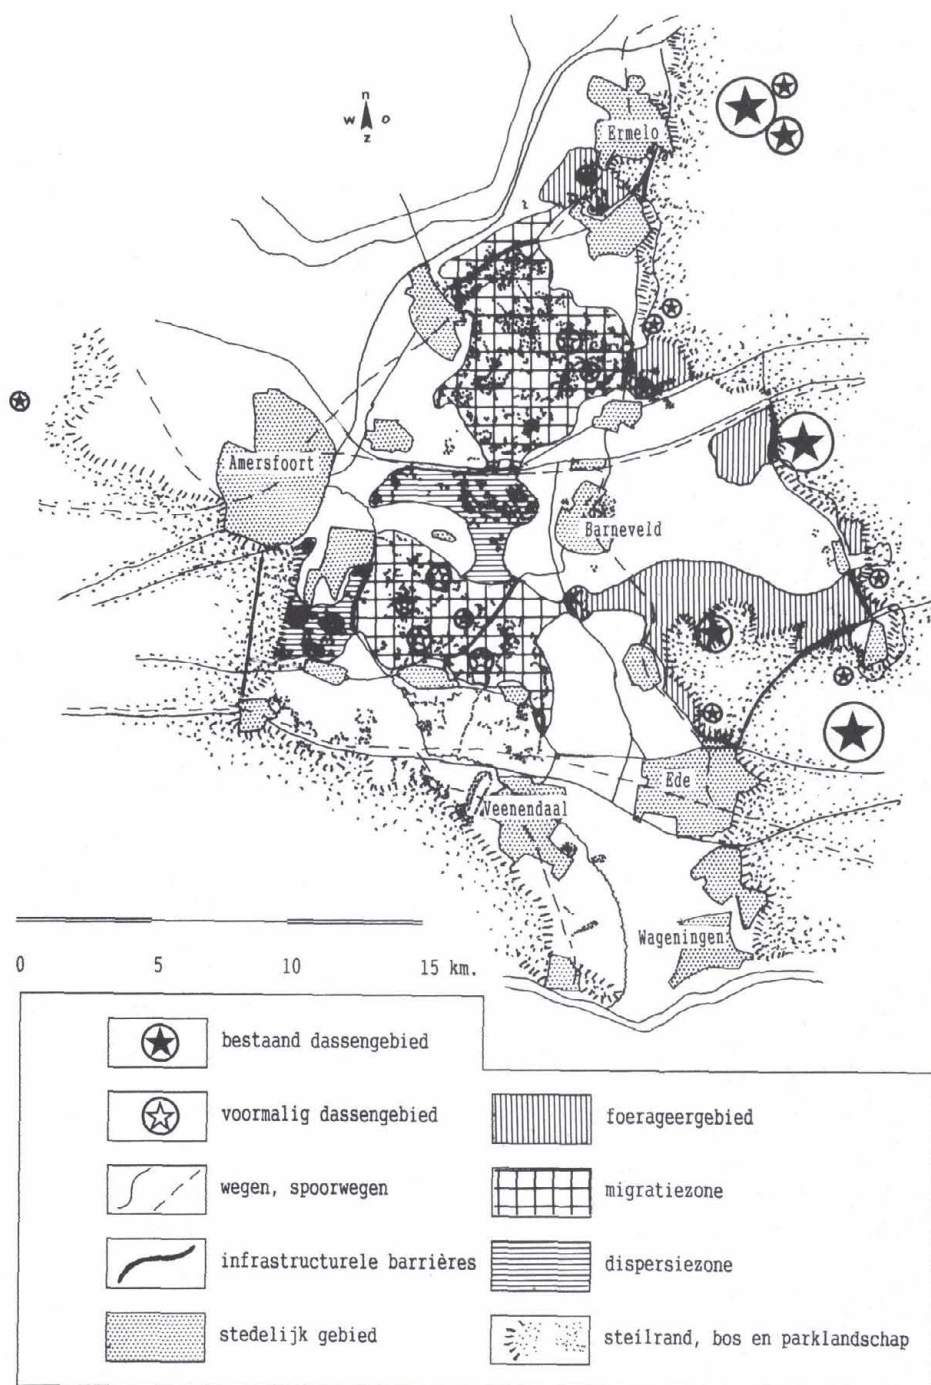 n
w o
z
Ermelo
Amersfoort
Barneveld
Ede
Veenendaal
Wageningen
0 5 10 15 km.
bestaand dassengebied
voormalig dassengebied
wegen, spoorwegen
infrastructurele barrières
stedelijk gebied
foerageergebied
migratiezone
dispersiezone
steilrand, bos en parklandschap